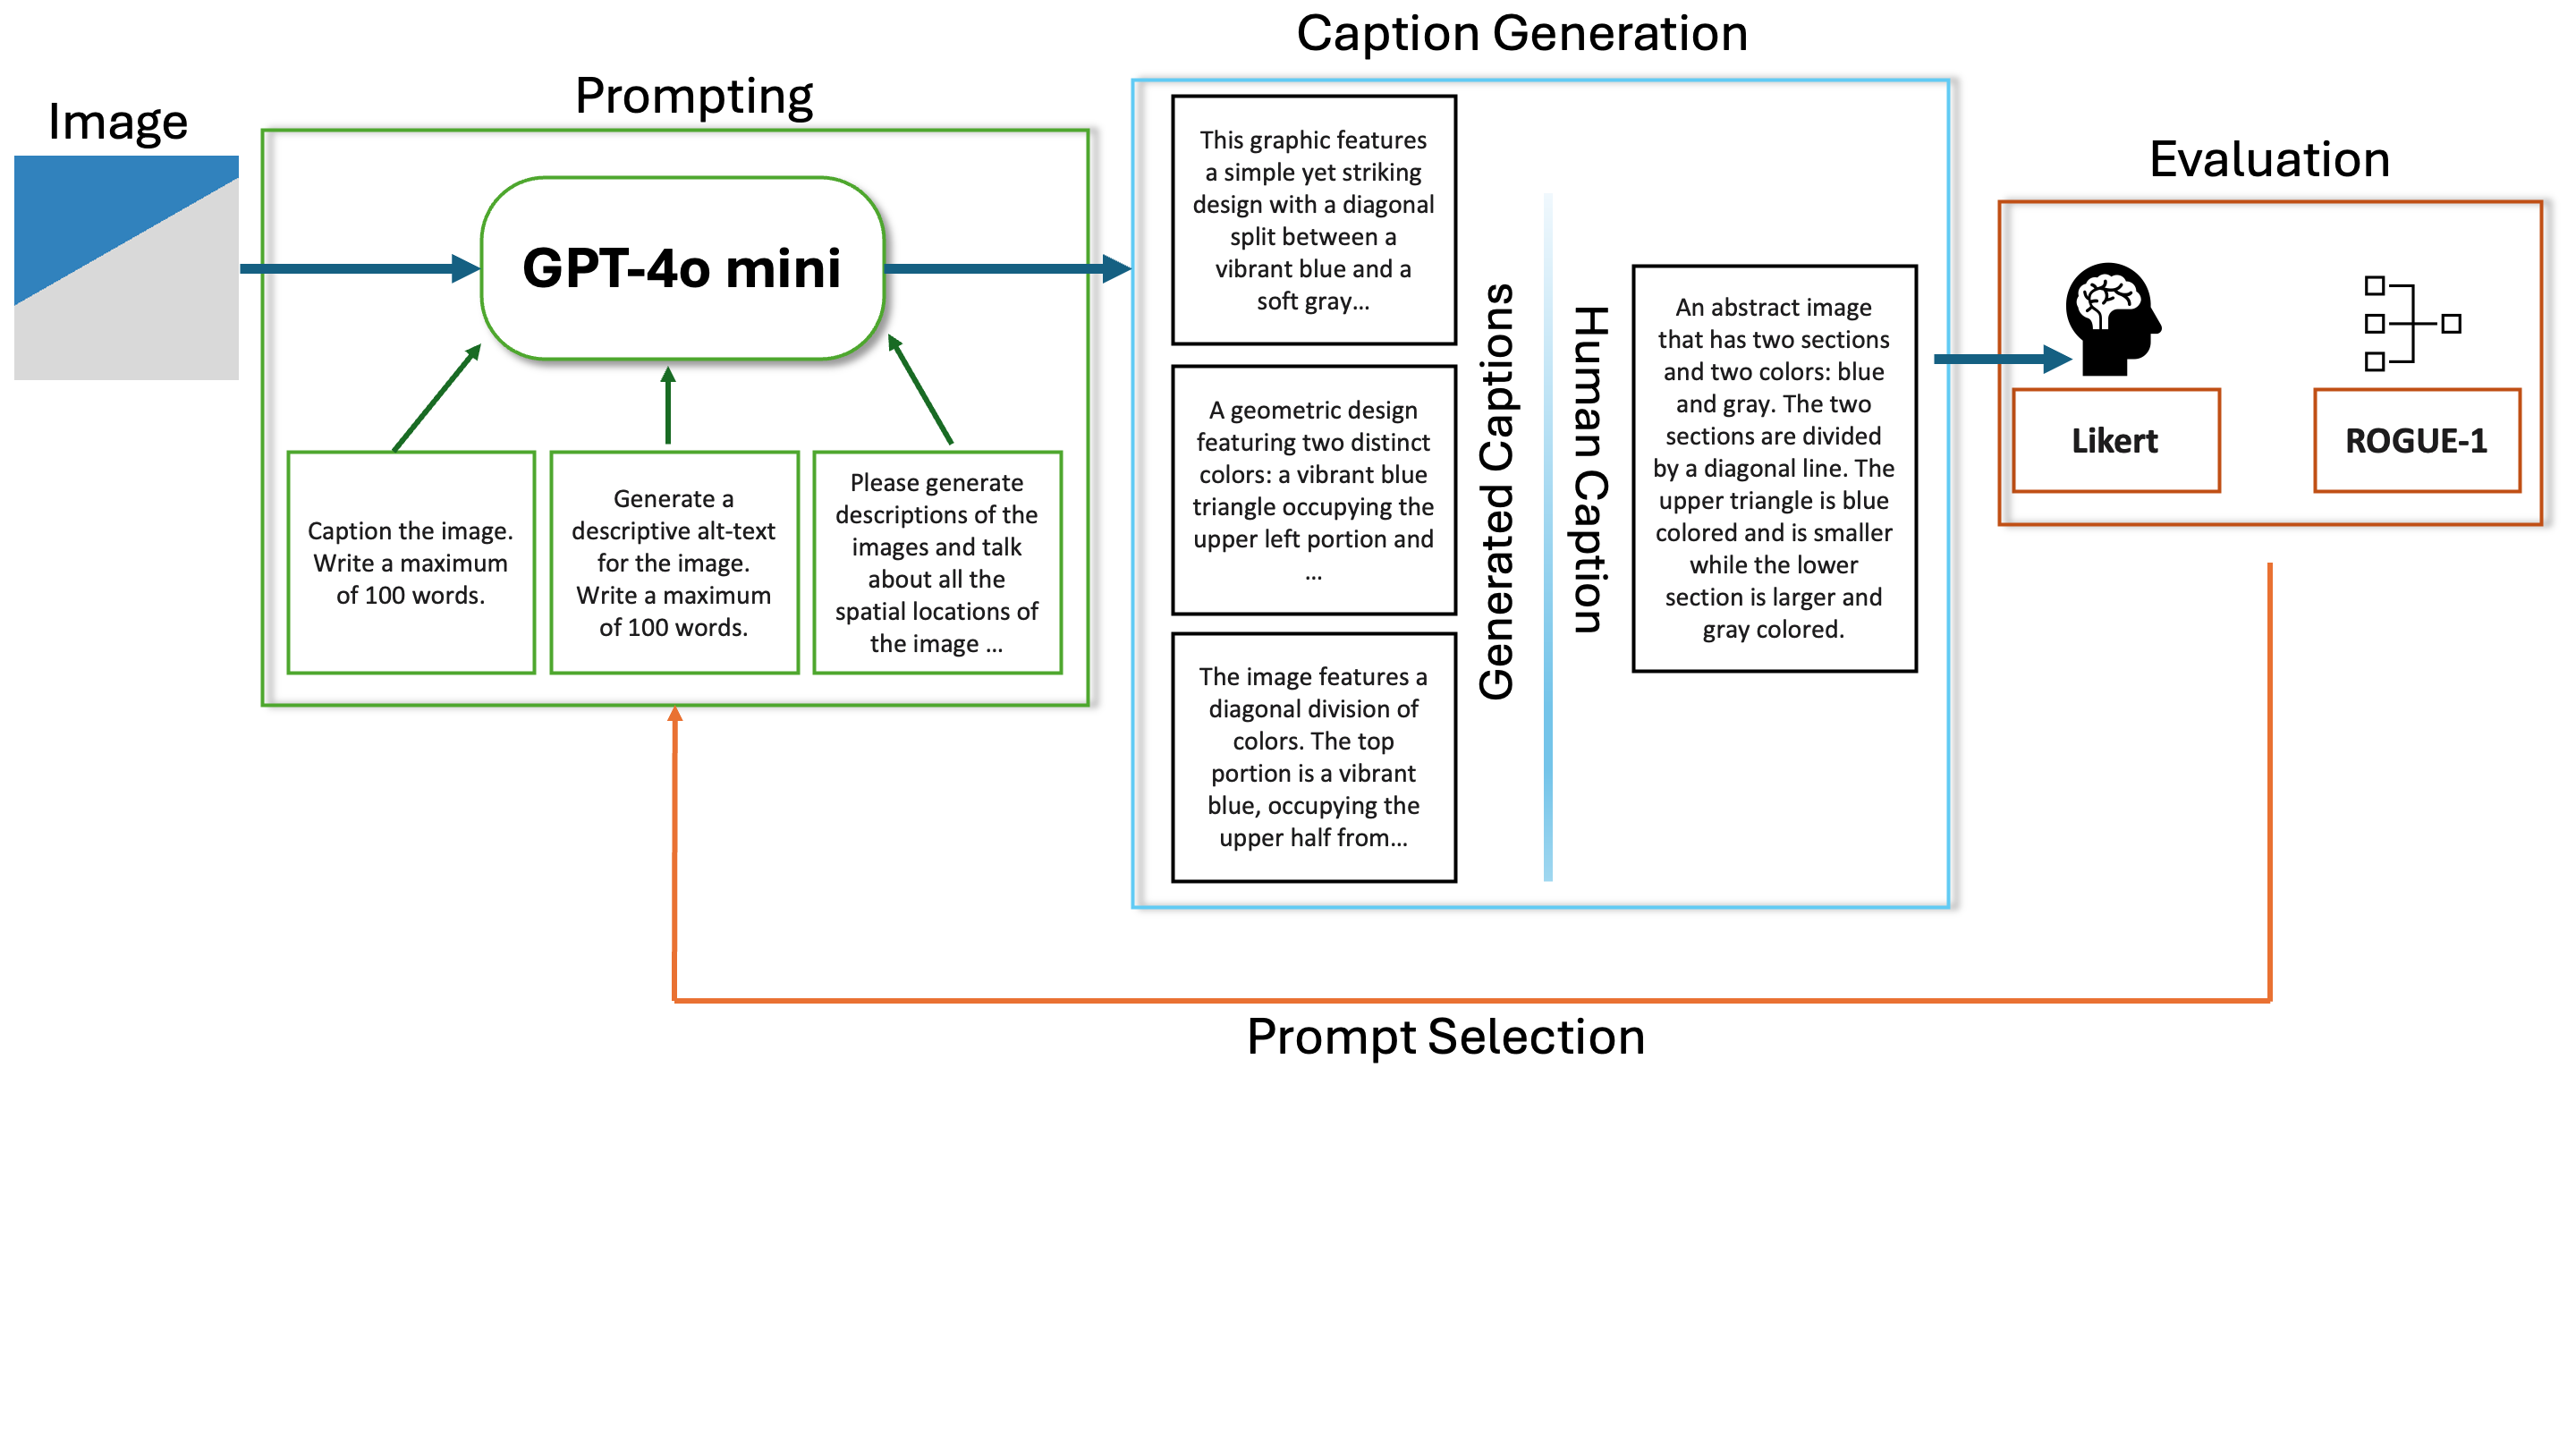 Image
Prompting
GPT-4o mini
Caption the image.
Write a maximum
of 100 words.
Generate a
descriptive alt-text
for the image.
Write a maximum
of 100 words.
Please generate
descriptions of the
images and talk
about all the
spatial locations of
the image ...
Caption Generation
This graphic features
a simple yet striking
design with a diagonal
split between a
vibrant blue and a
soft gray...
A geometric design
featuring two distinct
colors: a vibrant blue
triangle occupying the
upper left portion and
...
The image features a
diagonal division of
colors. The top
portion is a vibrant
blue, occupying the
upper half from...
Generated Captions
Human Caption
An abstract image
that has two sections
and two colors: blue
and gray. The two
sections are divided
by a diagonal line. The
upper triangle is blue
colored and is smaller
while the lower
section is larger and
gray colored.
Evaluation
Likert
ROGUE-1
Prompt Selection